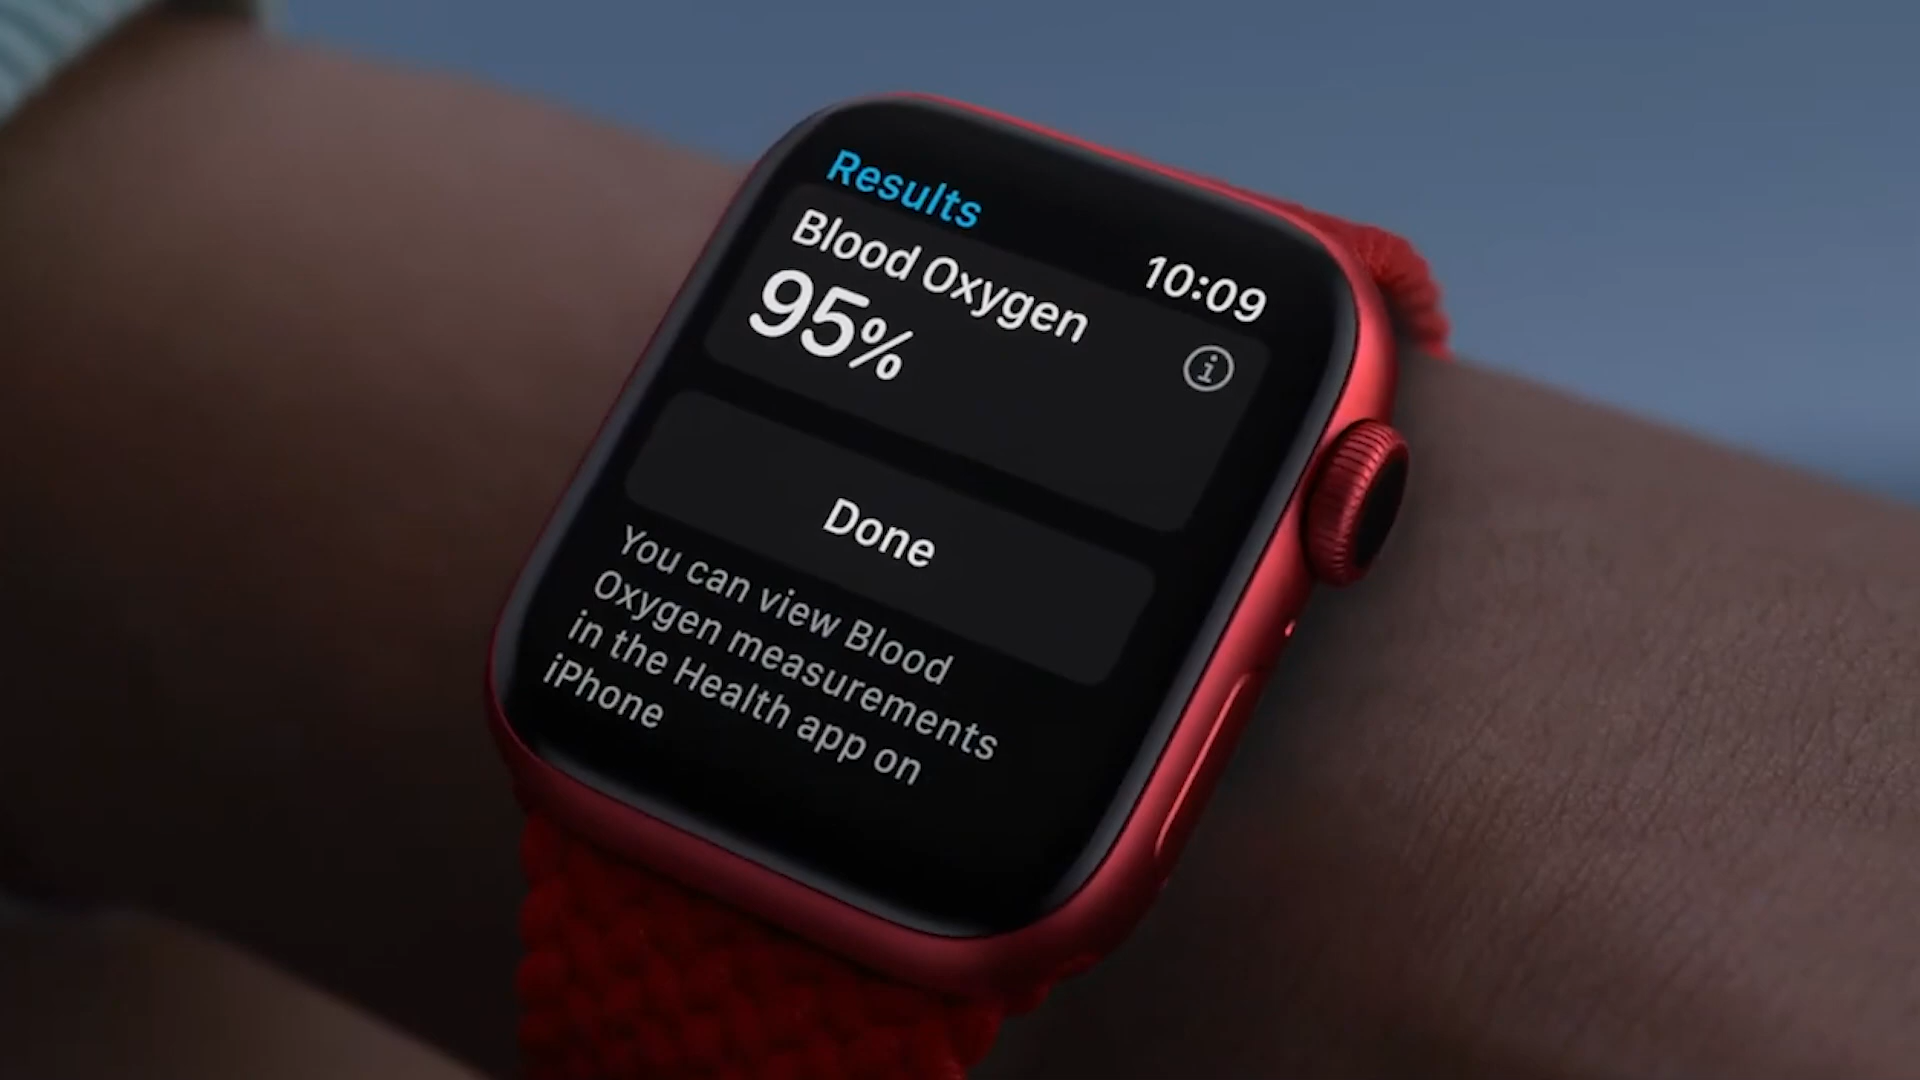 Results
10:09
Blood Oxygen
95%
Done
You can view Blood
Oxygen measurements
in the Health app on
iPhone